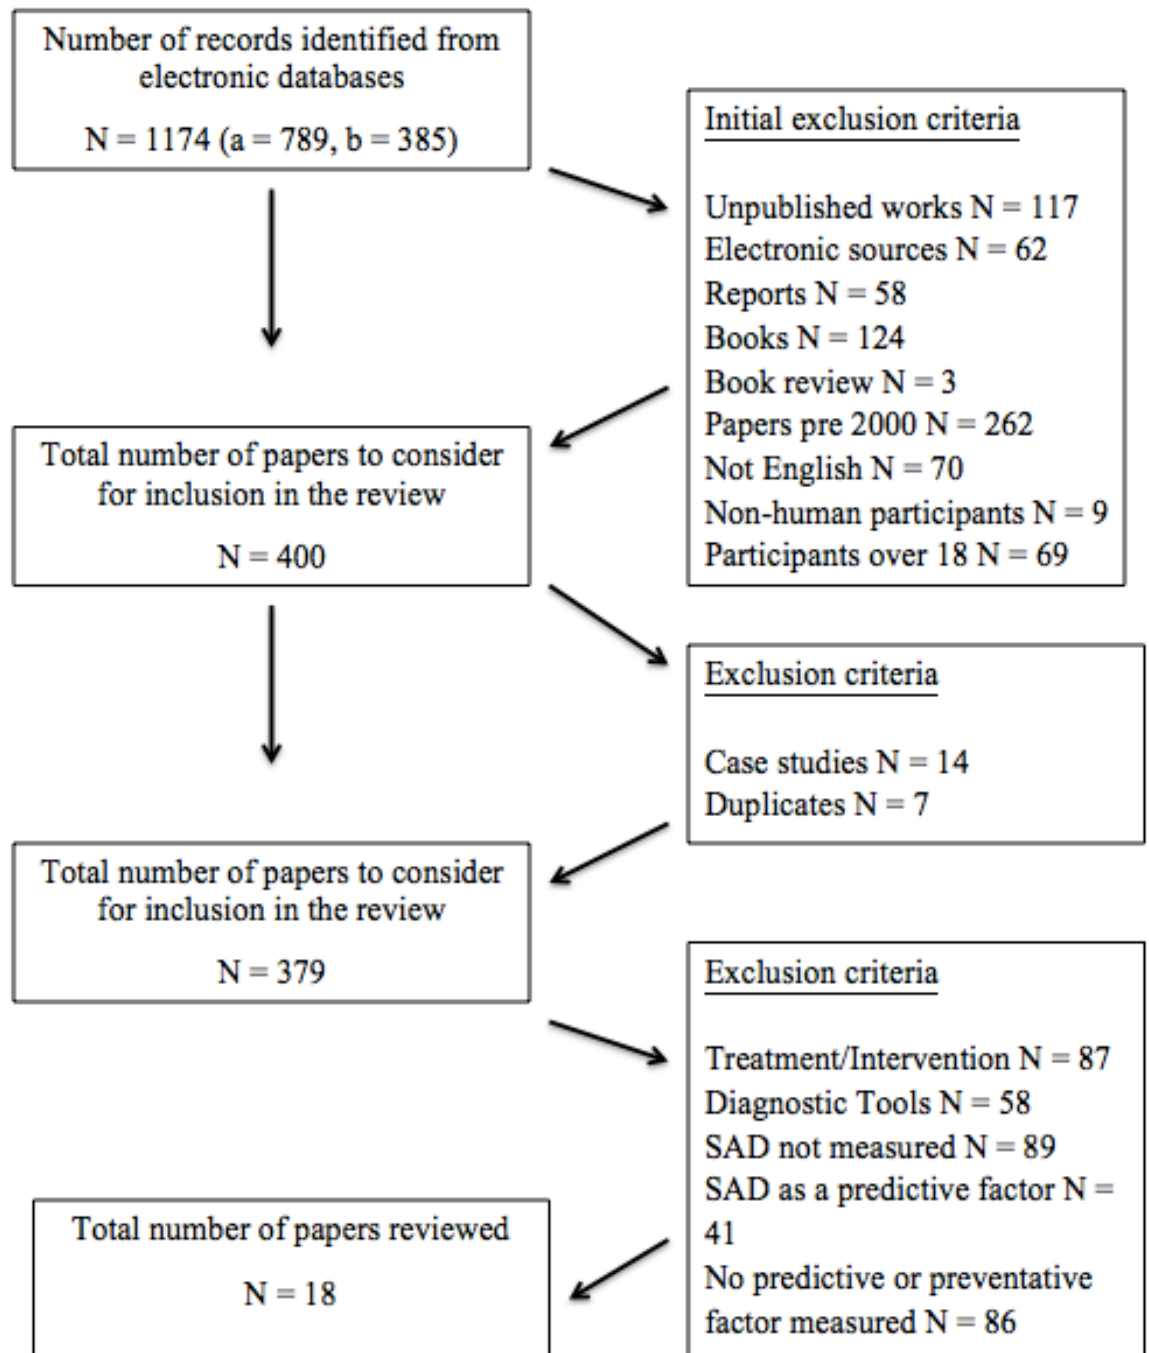 Number of records identified from
electronic databases
N = 1174 (a = 789, b = 385)
Initial exclusion criteria
Unpublished works N = 117
Electronic sources N = 62
Reports N = 58
Books N = 124
Book review N = 3
Papers pre 2000 N = 262
Not English N = 70
Non-human participants N = 9
Participants over 18 N = 69
Total number of papers to consider
for inclusion in the review
N = 400
Exclusion criteria
Case studies N = 14
Duplicates N = 7
Total number of papers to consider
for inclusion in the review
N = 379
Exclusion criteria
Treatment/Intervention N = 87
Diagnostic Tools N = 58
SAD not measured N = 89
SAD as a predictive factor N =
41
No predictive or preventative
factor measured N = 86
Total number of papers reviewed
N = 18